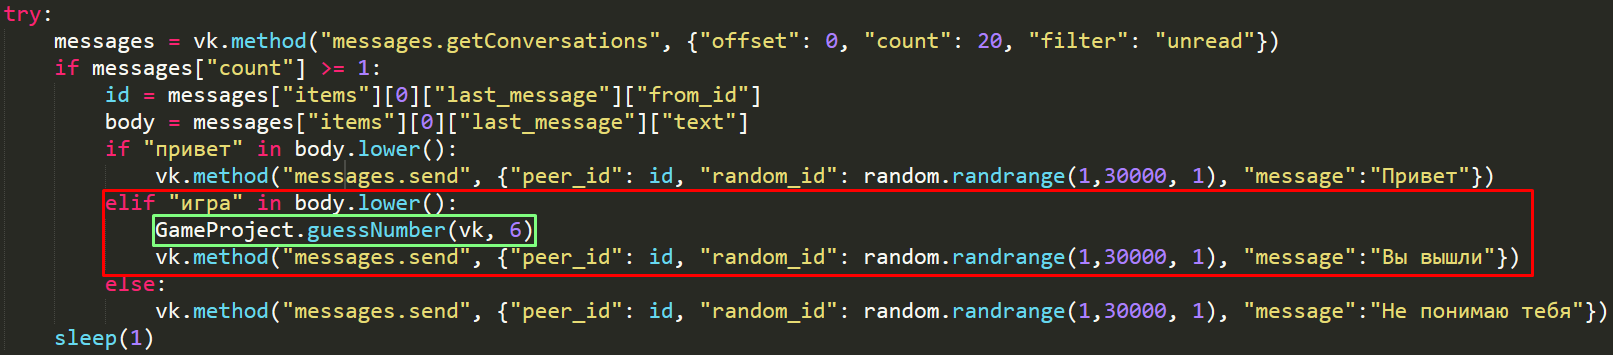 try:
    messages = vk.method("messages.getConversations", {"offset": 0, "count": 20, "filter": "unread"})
    if messages["count"] >= 1:
        id = messages["items"][0]["last_message"]["from_id"]
        body = messages["items"][0]["last_message"]["text"]
        if "привет" in body.lower():
            vk.method("messages.send", {"peer_id": id, "random_id": random.randrange(1,30000, 1), "message":"Привет"})
        elif "игра" in body.lower():
            GameProject.guessNumber(vk, 6)
            vk.method("messages.send", {"peer_id": id, "random_id": random.randrange(1,30000, 1), "message":"Вы вышли"})
        else:
            vk.method("messages.send", {"peer_id": id, "random_id": random.randrange(1,30000, 1), "message":"Не понимаю тебя"})
    sleep(1)